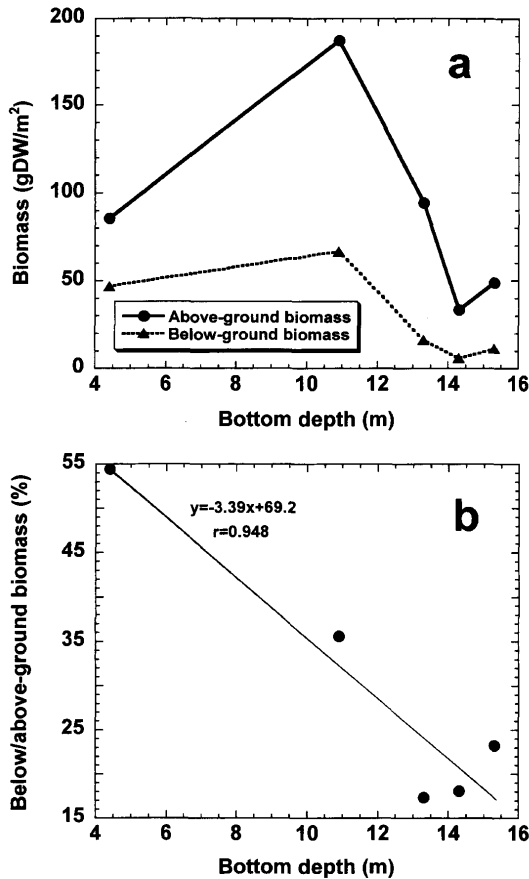 200
a
150
Biomass (gDW/m²)
100
50
Above-ground biomass
Below-ground biomass
0
4 6 8 10 12 14 16
Bottom depth (m)
55
y=-3.39x+69.2
b
r=0.948
45
Below/above-ground biomass (%)
35
25
15
4 6 8 10 12 14 16
Bottom depth (m)